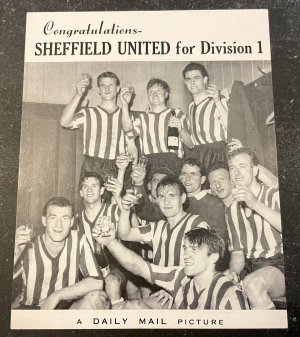 Congratulations-
SHEFFIELD UNITED for Division 1
A DAILY MAIL PICTURE